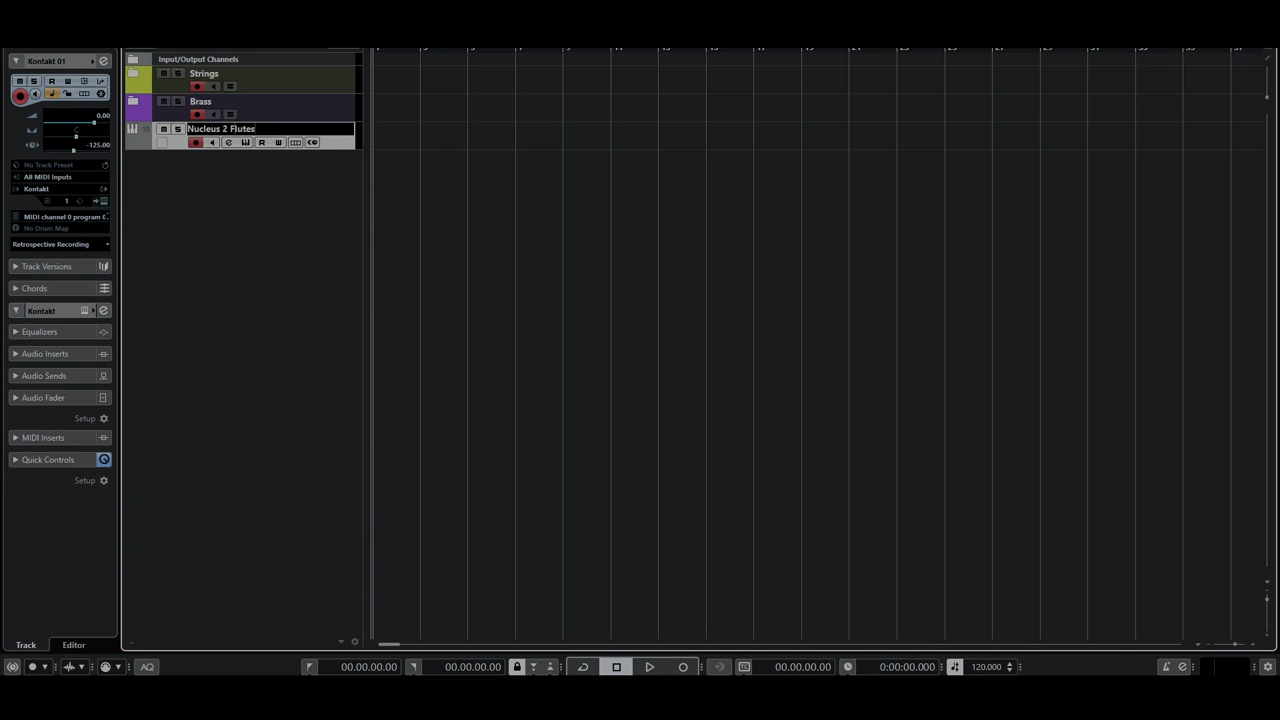 Kontakt 01
M S R W
0.00
C
-125.00
No Track Preset
All MIDI Inputs
Kontakt
1
MIDI channel 0 program
No Drum Map
Retrospective Recording
Track Versions
Chords
Kontakt
Equalizers
Audio Inserts
Audio Sends
Audio Fader
Setup
MIDI Inserts
Quick Controls
Setup
Track Editor
Input/Output Channels
M S Strings
M S Brass
10 M S Nucleus 2 Flutes
R W
AQ
00.00.00.00
00.00.00.00
00.00.00.00
0:00:00.000
120.000